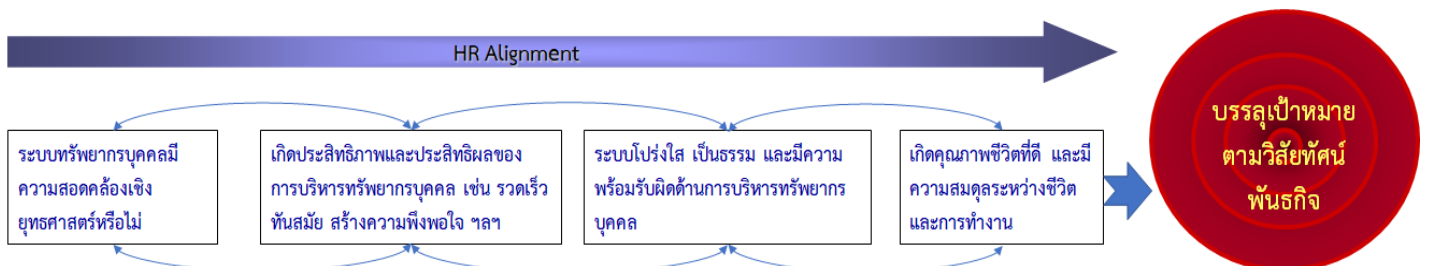 HR Alignment
ระบบทรัพยากรบุคคลมี
ความสอดคล้องเชิง
ยุทธศาสตร์หรือไม่
เกิดประสิทธิภาพและประสิทธิผลของ
การบริหารทรัพยากรบุคคล เช่น รวดเร็ว
ทันสมัย สร้างความพึงพอใจ ฯลฯ
ระบบโปร่งใส เป็นธรรม และมีความ
พร้อมรับผิดด้านการบริหารทรัพยากร
บุคคล
เกิดคุณภาพชีวิตที่ดี และมี
ความสมดุลระหว่างชีวิต
และการทำงาน
บรรลุเป้าหมาย
ตามวิสัยทัศน์
พันธกิจ